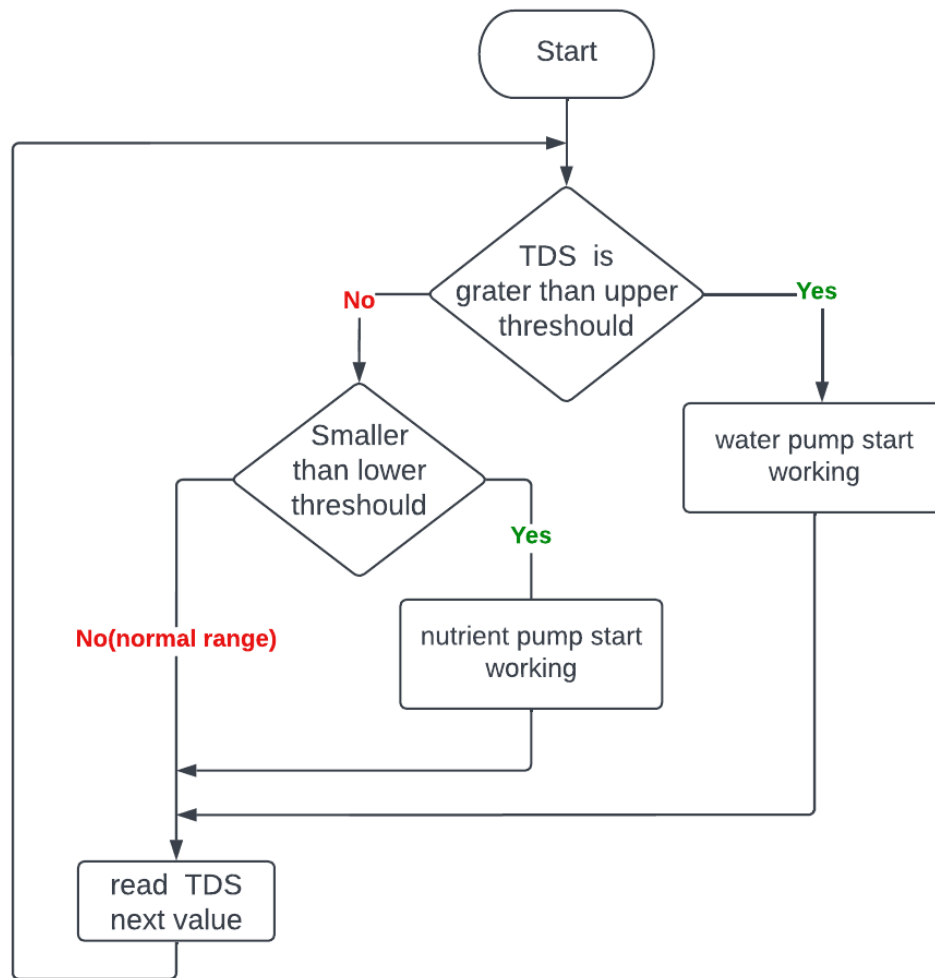 Start
TDS is
grater than upper
threshould
No
Yes
Smaller
than lower
threshould
water pump start
working
Yes
No(normal range)
nutrient pump start
working
read TDS
next value